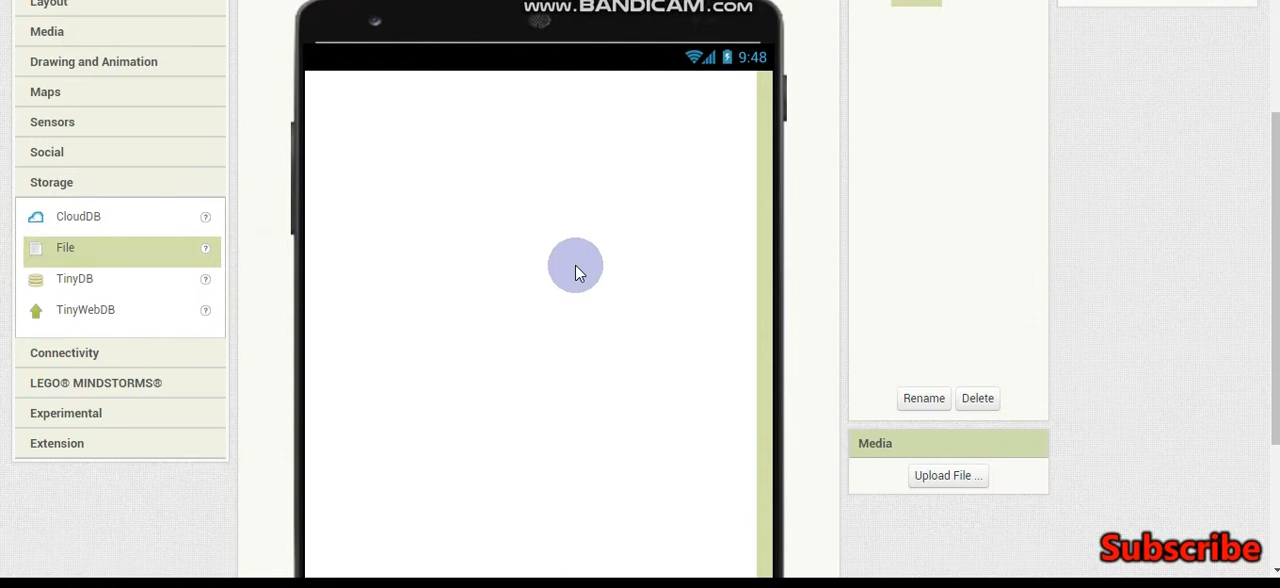 www.BANDICAM.com
Layout
Media
Drawing and Animation
Maps
Sensors
Social
Storage
CloudDB ?
File ?
TinyDB ?
TinyWebDB ?
Connectivity
LEGO® MINDSTORMS®
Experimental
Extension
9:48
Rename Delete
Media
Upload File ...
Subscribe